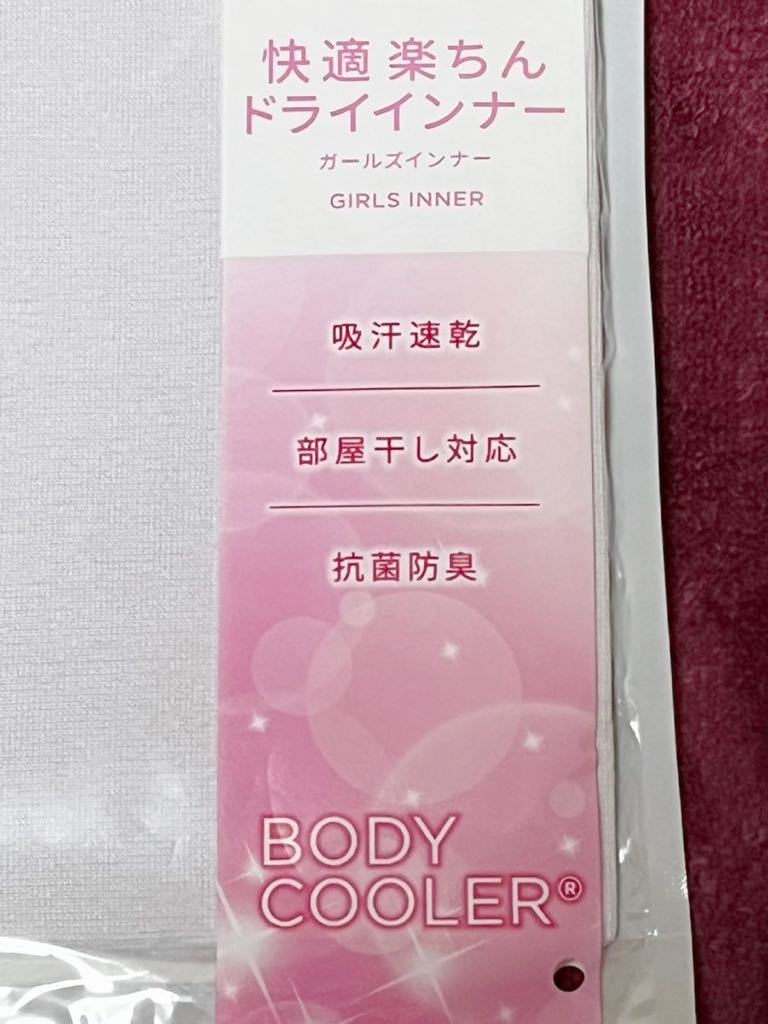 快適 楽ちん
ドライインナー
ガールズインナー
GIRLS INNER
吸汗速乾
部屋干し対応
抗菌防臭
BODY
COOLER®